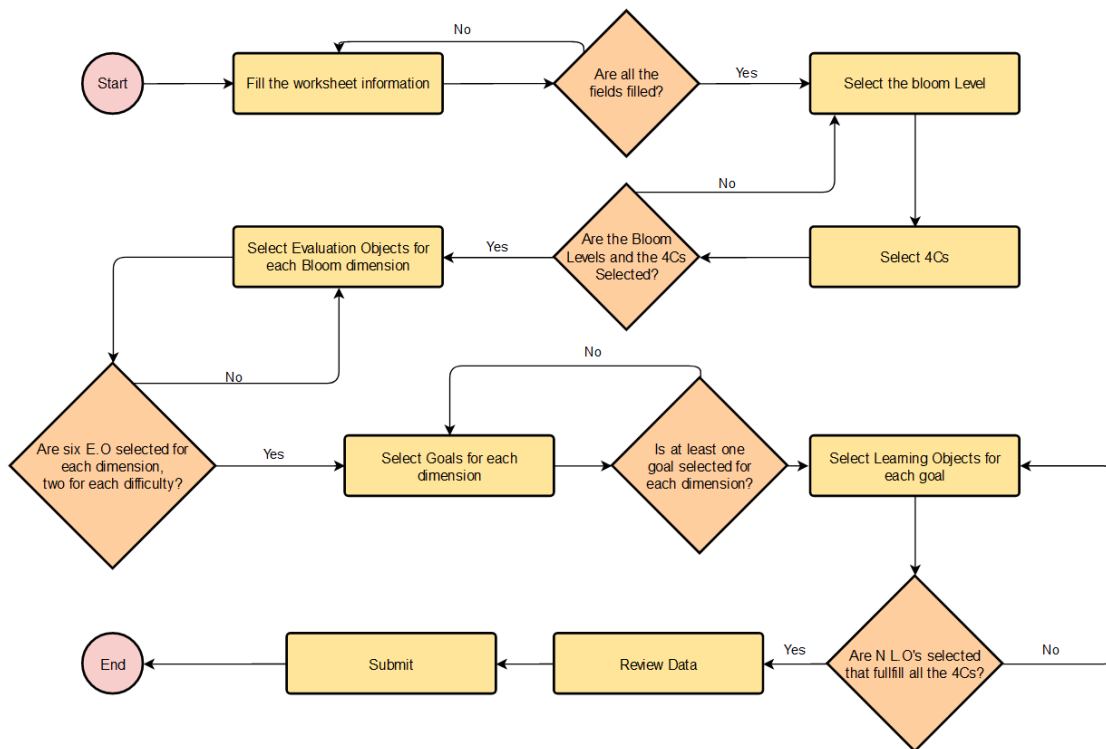 No
Start
Fill the worksheet information
Are all the
fields filled?
Yes
Select the bloom Level
No
Select Evaluation Objects for
each Bloom dimension
Yes
Are the Bloom
Levels and the 4Cs
Selected?
Select 4Cs
No
No
Are six E.O selected for
each dimension,
two for each difficulty?
Yes
Select Goals for each
dimension
Is at least one
goal selected for
each dimension?
Select Learning Objects for
each goal
End
Submit
Review Data
Yes
Are N L.O's selected
that fullfill all the 4Cs?
No